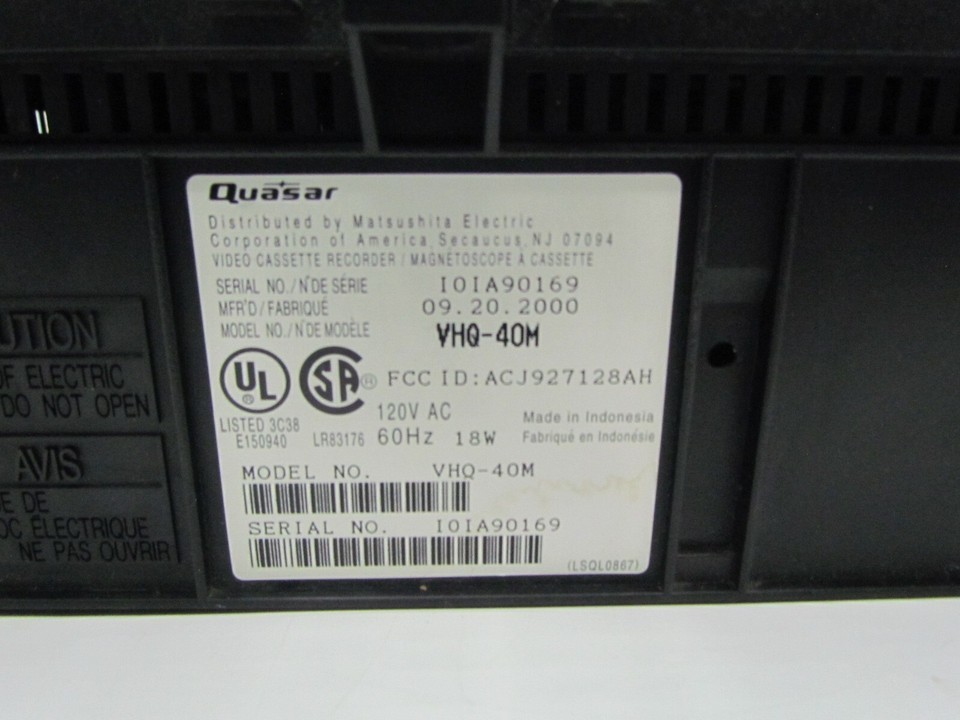 Quasar
Distributed by Matsushita Electric
Corporation of America, Secaucus, NJ 07094
VIDEO CASSETTE RECORDER / MAGNÉTOSCOPE À CASSETTE
SERIAL NO. / N° DE SÉRIE IOIA90169
MFR'D / FABRIQUÉ 09.20.2000
MODEL NO. / N° DE MODÈLE VHQ-40M
UL ® SA ® FCC ID: ACJ927128AH
LISTED 3C38
E150940 LR83176
120V AC
60Hz 18W
Made in Indonesia
Fabriqué en Indonésie
MODEL NO. VHQ-40M
SERIAL NO. IOIA90169
(LSQL0867)
UTION
OF ELECTRIC
DO NOT OPEN
AVIS
E DE
OC ÉLECTRIQUE
NE PAS OUVRIR